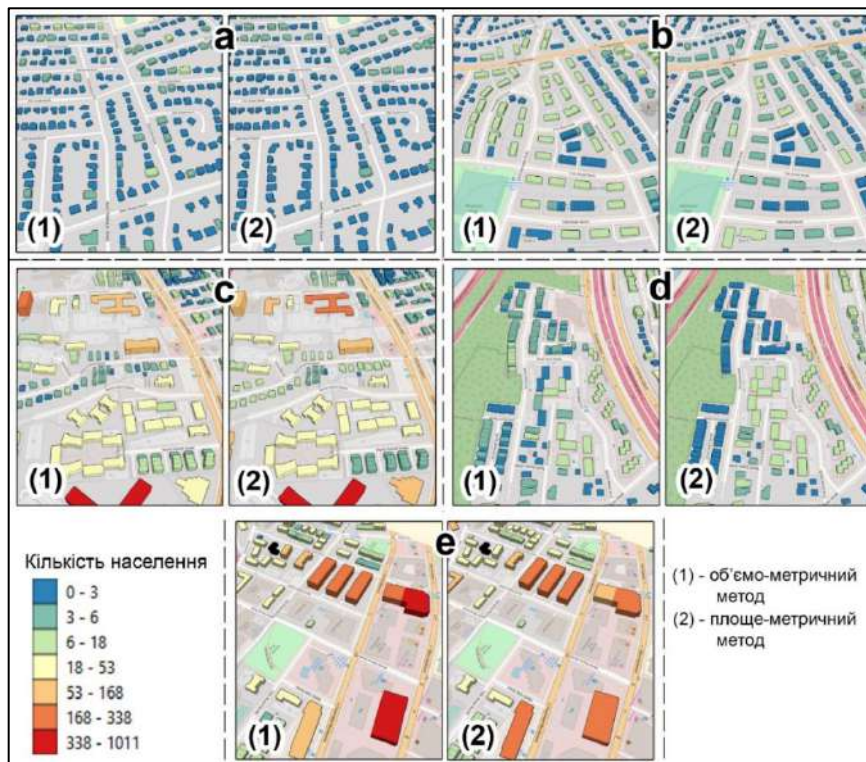 a
b
(1)
(2)
(1)
(2)
c
d
(1)
(2)
(1)
(2)
e
(1)
(2)
Кількість населення
0 - 3
3 - 6
6 - 18
18 - 53
53 - 168
168 - 338
338 - 1011
(1) - об’ємо-метричний
метод
(2) - площе-метричний
метод